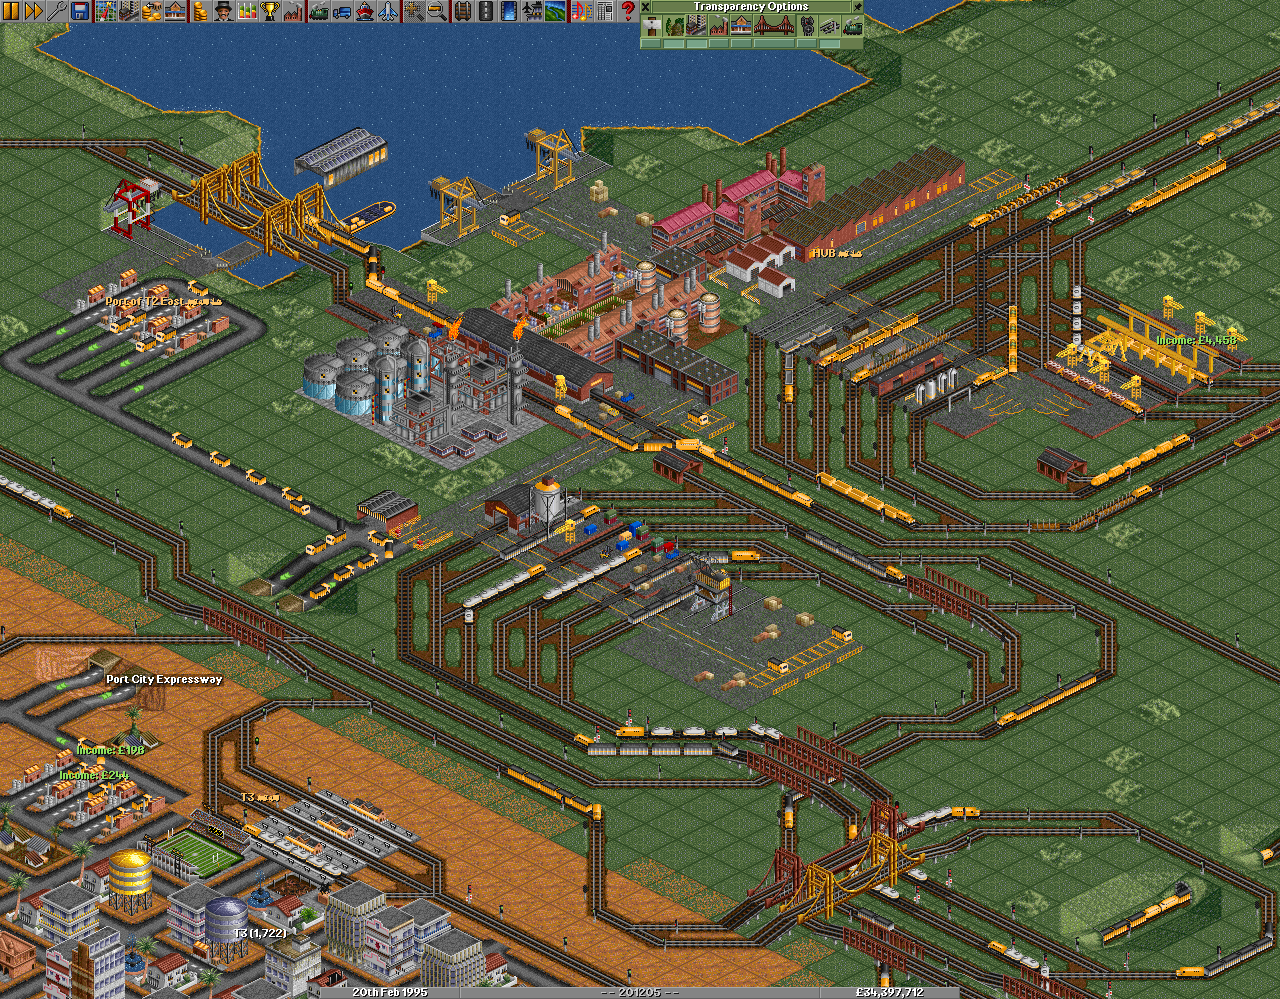 Transparency Options
HUB
Port of T2 East
Income: £4,458
Port City Expressway
Income: £198
Income: £244
T3
T3 (1,722)
20th Feb 1995
-- 201205 --
£34,397,712